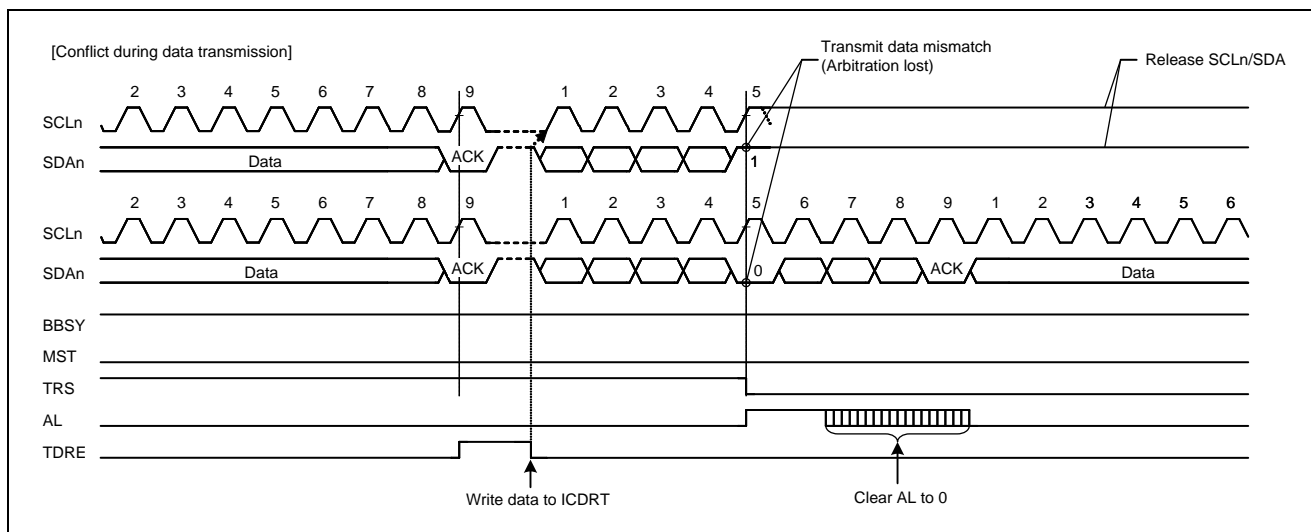 [Conflict during data transmission]
Transmit data mismatch
(Arbitration lost)
Release SCLn/SDA
2 3 4 5 6 7 8 9 1 2 3 4 5
SCLn
SDAn Data ACK 1
2 3 4 5 6 7 8 9 1 2 3 4 5 6 7 8 9 1 2 3 4 5 6
SCLn
SDAn Data ACK 0 ACK Data
BBSY
MST
TRS
AL
TDRE
Write data to ICDRT
Clear AL to 0